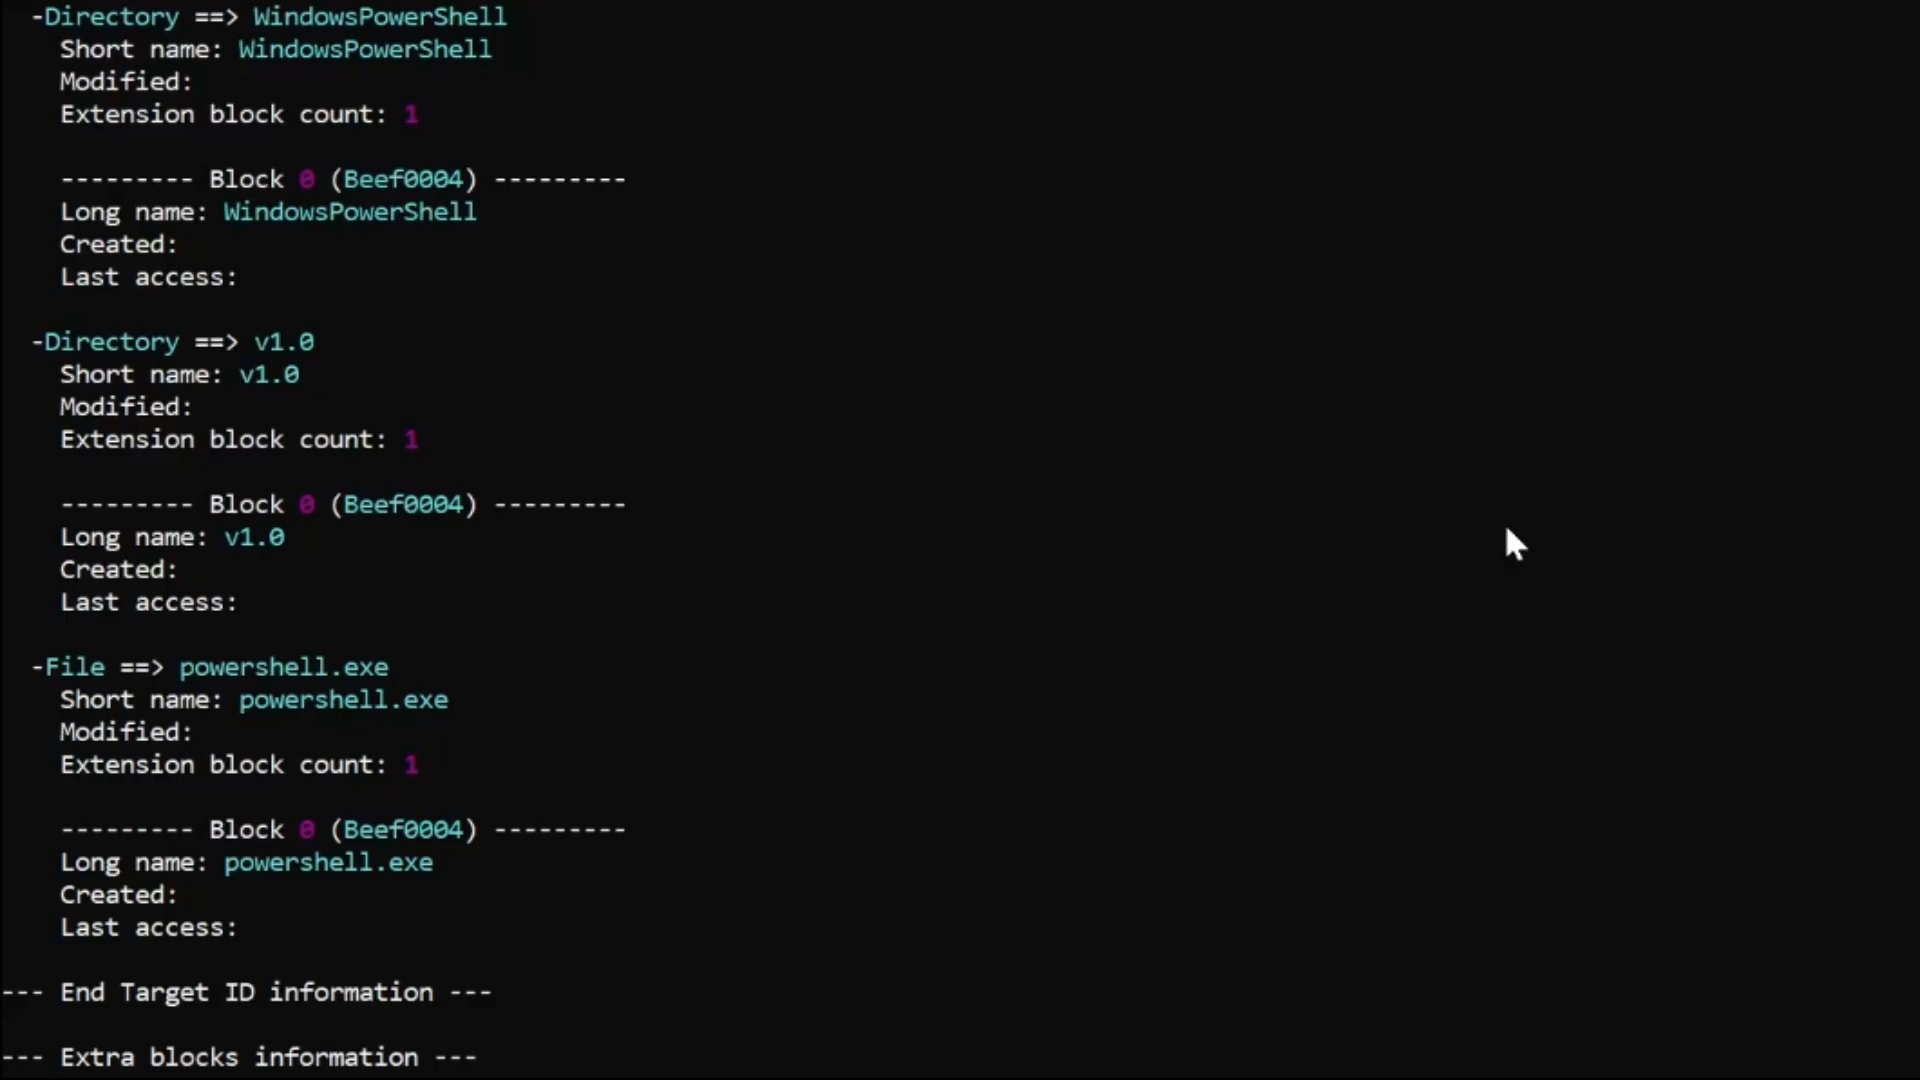 -Directory ==> WindowsPowerShell
Short name: WindowsPowerShell
Modified:
Extension block count: 1
--------- Block 0 (Beef0004) ---------
Long name: WindowsPowerShell
Created:
Last access:
-Directory ==> v1.0
Short name: v1.0
Modified:
Extension block count: 1
--------- Block 0 (Beef0004) ---------
Long name: v1.0
Created:
Last access:
-File ==> powershell.exe
Short name: powershell.exe
Modified:
Extension block count: 1
--------- Block 0 (Beef0004) ---------
Long name: powershell.exe
Created:
Last access:
--- End Target ID information ---
--- Extra blocks information ---